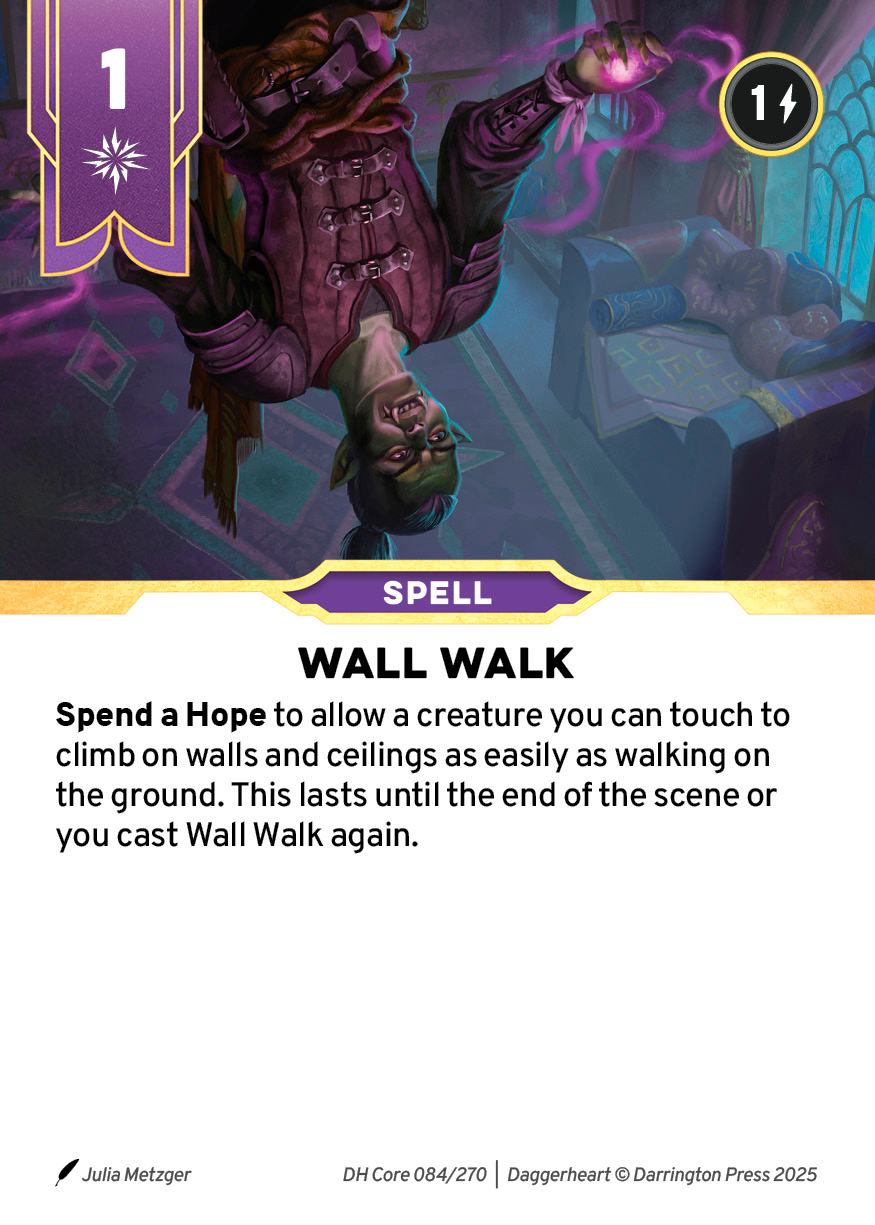 1
1
SPELL
WALL WALK
Spend a Hope to allow a creature you can touch to
climb on walls and ceilings as easily as walking on
the ground. This lasts until the end of the scene or
you cast Wall Walk again.
Julia Metzger
DH Core 084/270 | Daggerheart © Darrington Press 2025